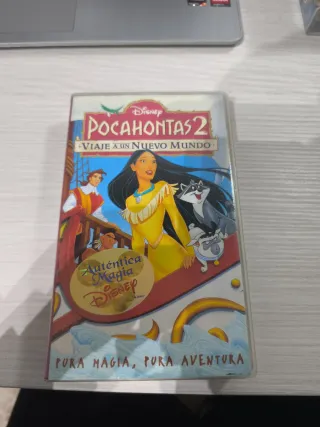 Disney
POCAHONTAS 2
VIAJE A UN NUEVO MUNDO
Auténtica
Magia
Disney
PURA MAGIA, PURA AVENTURA